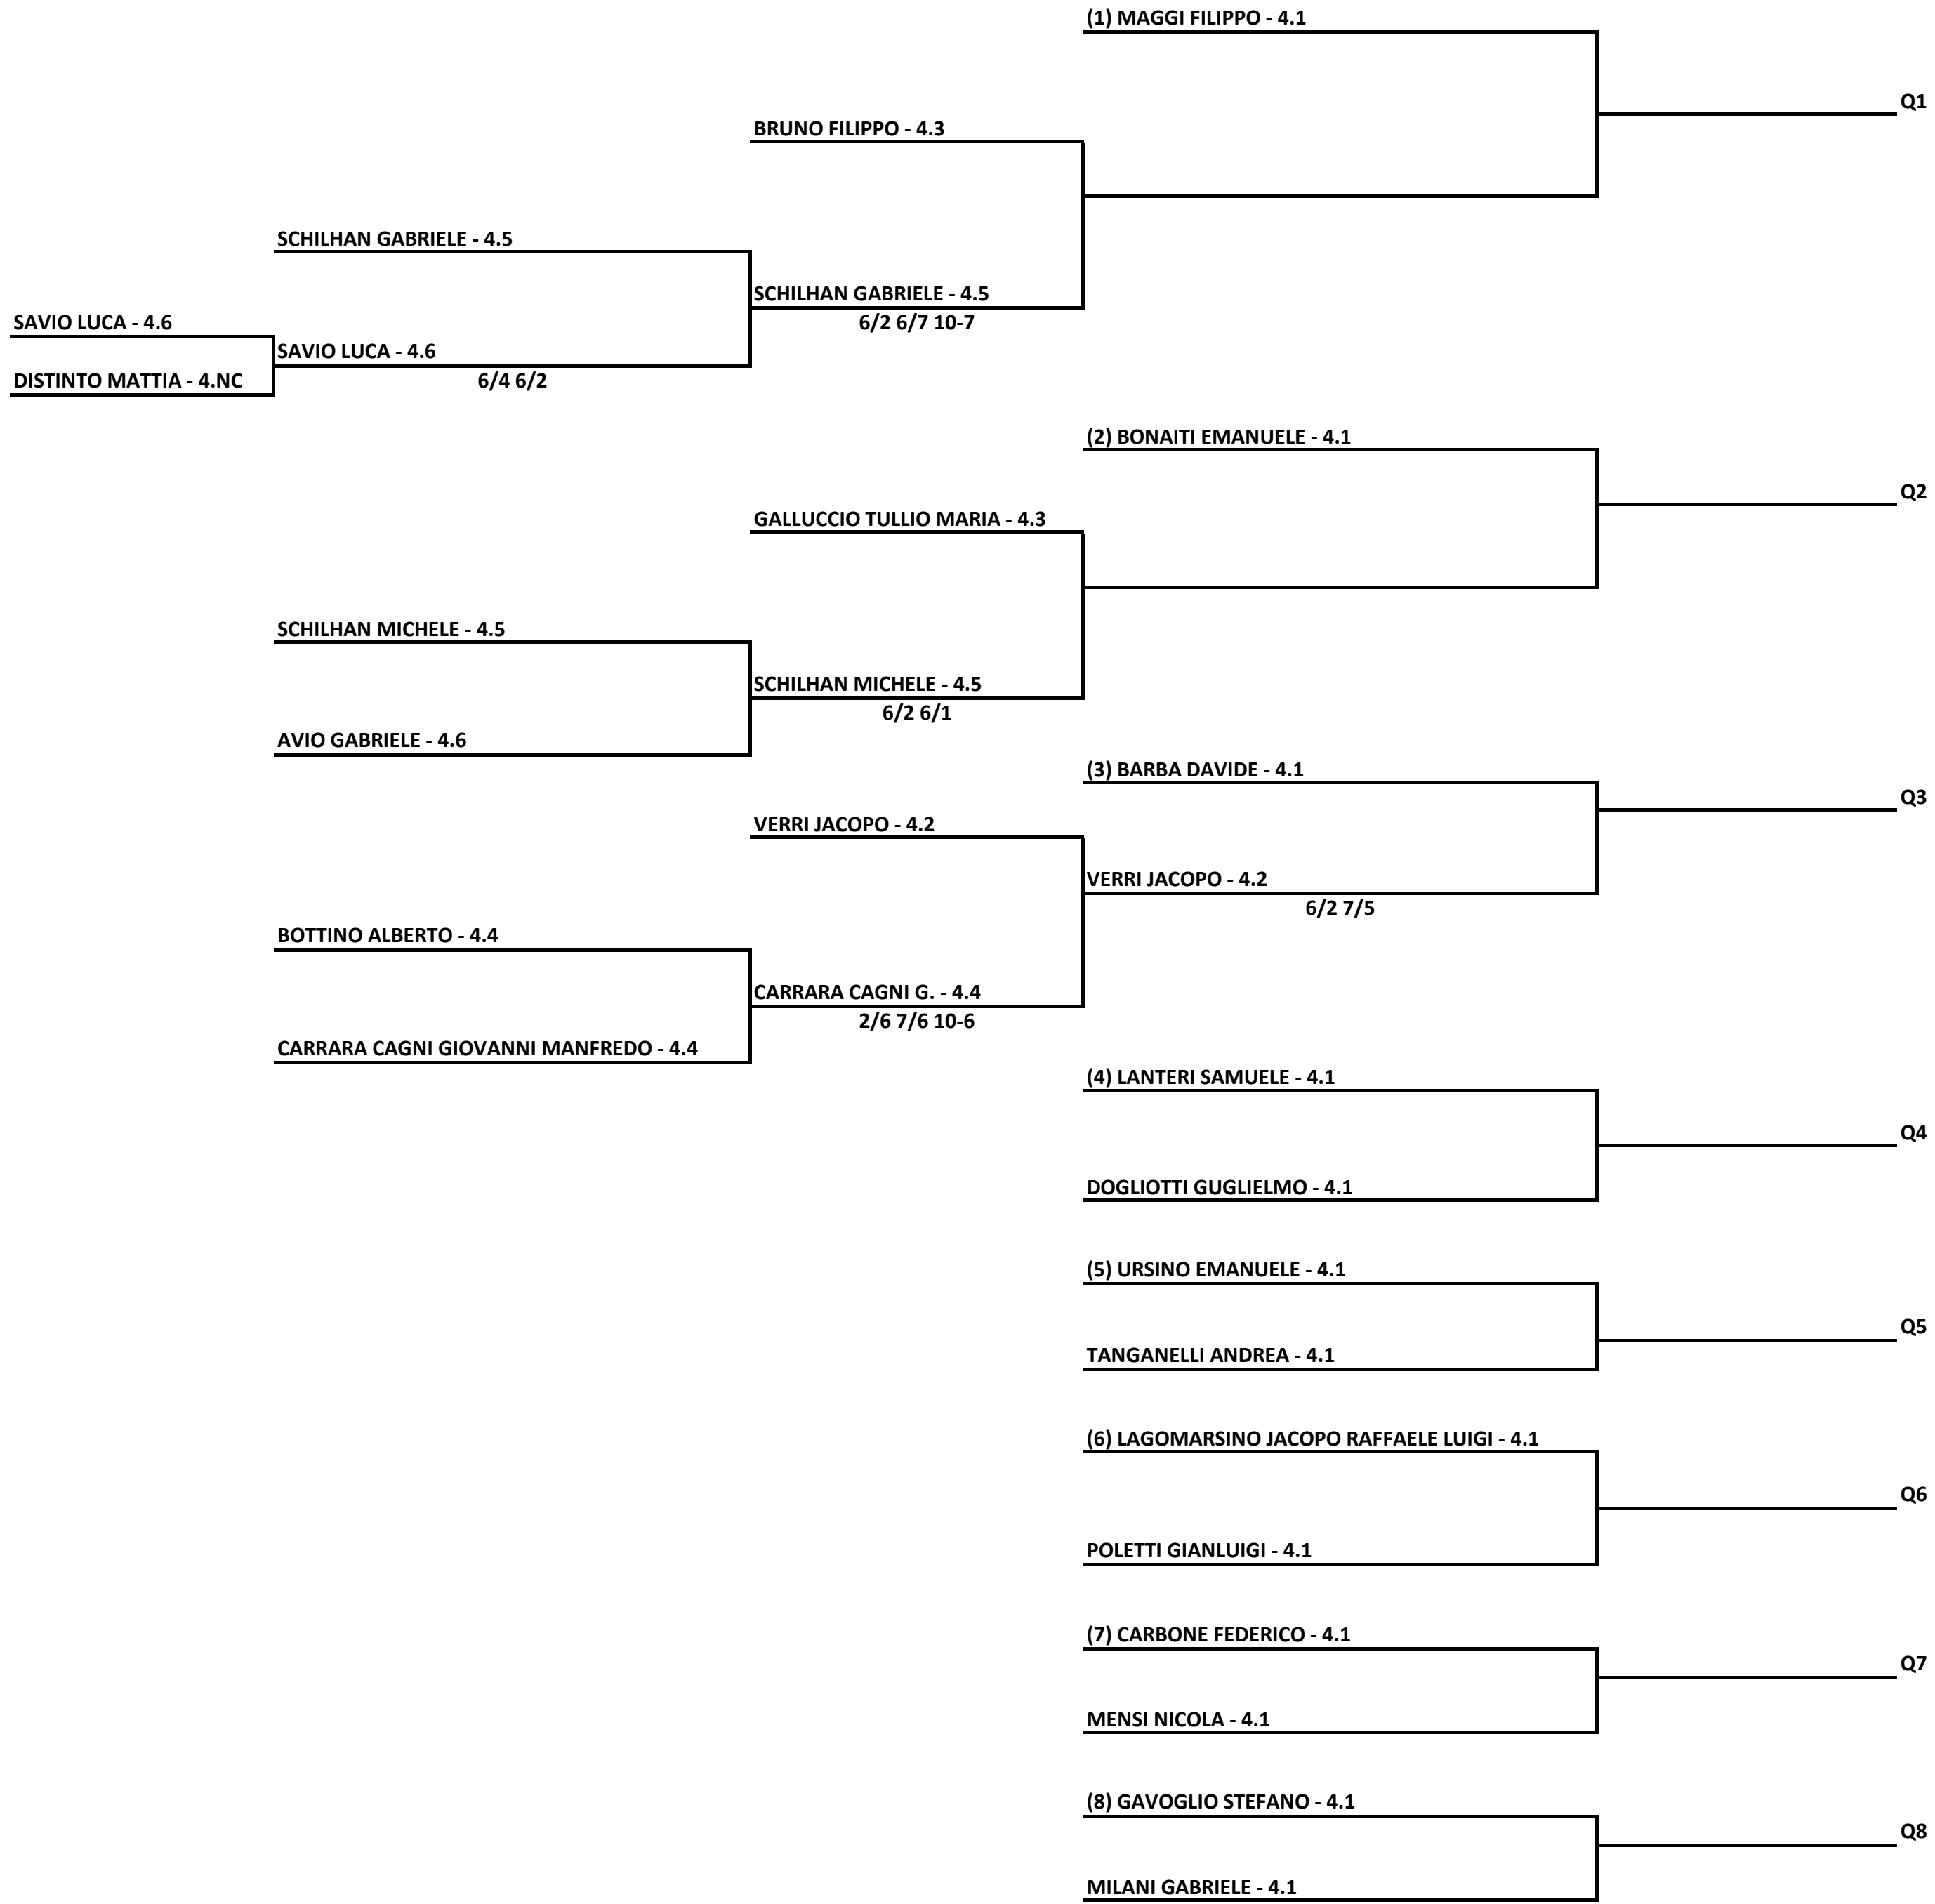 (1) MAGGI FILIPPO - 4.1
Q1
BRUNO FILIPPO - 4.3
SCHILHAN GABRIELE - 4.5
SCHILHAN GABRIELE - 4.5
6/2 6/7 10-7
SAVIO LUCA - 4.6
SAVIO LUCA - 4.6
6/4 6/2
DISTINTO MATTIA - 4.NC
(2) BONAITI EMANUELE - 4.1
Q2
GALLUCCIO TULLIO MARIA - 4.3
SCHILHAN MICHELE - 4.5
SCHILHAN MICHELE - 4.5
6/2 6/1
AVIO GABRIELE - 4.6
(3) BARBA DAVIDE - 4.1
Q3
VERRI JACOPO - 4.2
VERRI JACOPO - 4.2
6/2 7/5
BOTTINO ALBERTO - 4.4
CARRARA CAGNI G. - 4.4
2/6 7/6 10-6
CARRARA CAGNI GIOVANNI MANFREDO - 4.4
(4) LANTERI SAMUELE - 4.1
Q4
DOGLIOTTI GUGLIELMO - 4.1
(5) URSINO EMANUELE - 4.1
Q5
TANGANELLI ANDREA - 4.1
(6) LAGOMARSINO JACOPO RAFFAELE LUIGI - 4.1
Q6
POLETTI GIANLUIGI - 4.1
(7) CARBONE FEDERICO - 4.1
Q7
MENSI NICOLA - 4.1
(8) GAVOGLIO STEFANO - 4.1
Q8
MILANI GABRIELE - 4.1